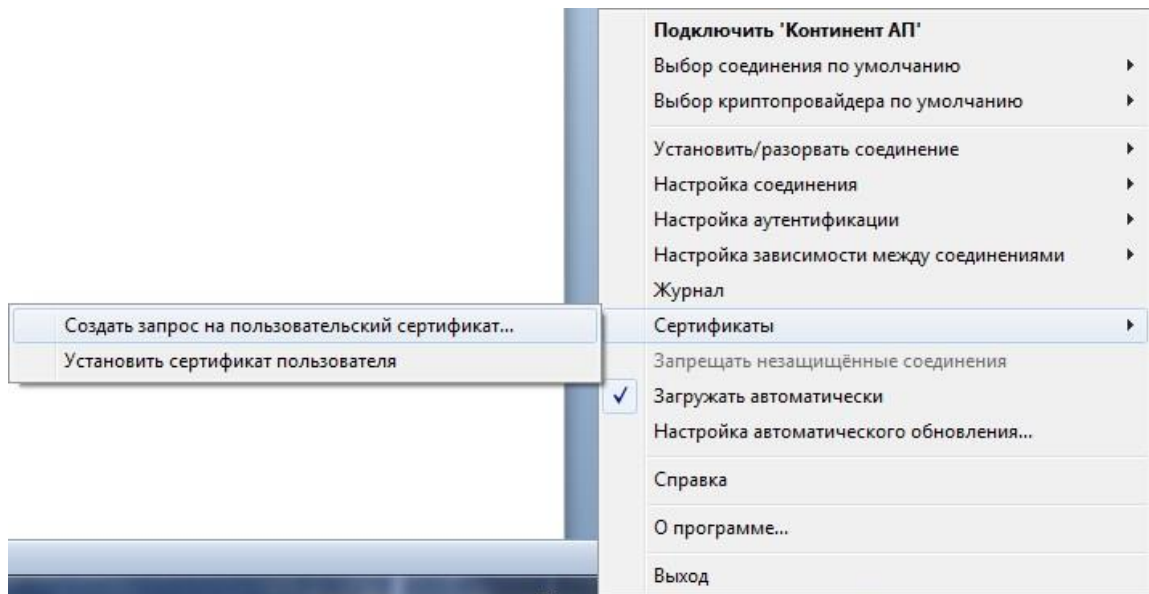 Подключить 'Континент АП'
Выбор соединения по умолчанию
Выбор криптопровайдера по умолчанию
Установить/разорвать соединение
Настройка соединения
Настройка аутентификации
Настройка зависимости между соединениями
Журнал
Сертификаты
Создать запрос на пользовательский сертификат...
Установить сертификат пользователя
Запрещать незащищённые соединения
Загружать автоматически
Настройка автоматического обновления...
Справка
О программе...
Выход